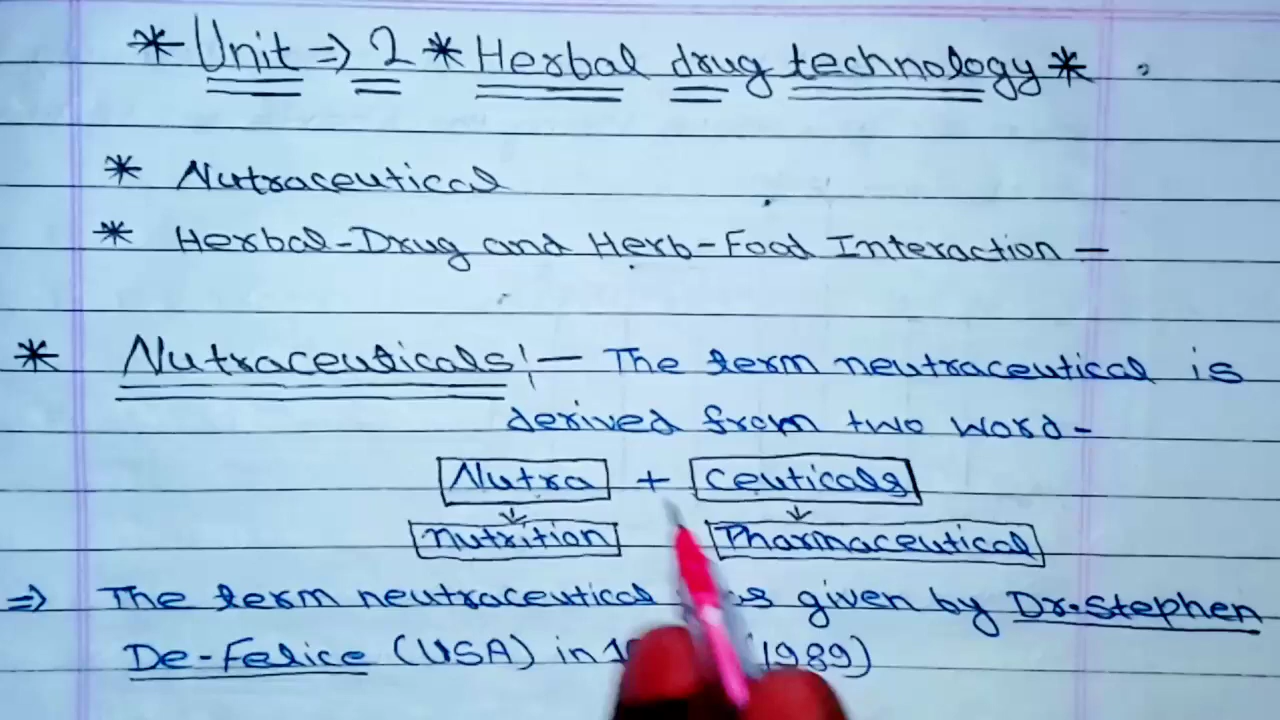 * Unit => 2 * Herbal drug technology *
* Nutraceutical
* Herbal-Drug and Herb-Food Interaction -
* Nutraceuticals:- The term neutraceutical is
derived from two word-
Nutra + Ceuticals
Nutrition Pharmaceutical
=> The term neutraceutical given by Dr. Stephen
De-Felice (USA) in (1989)